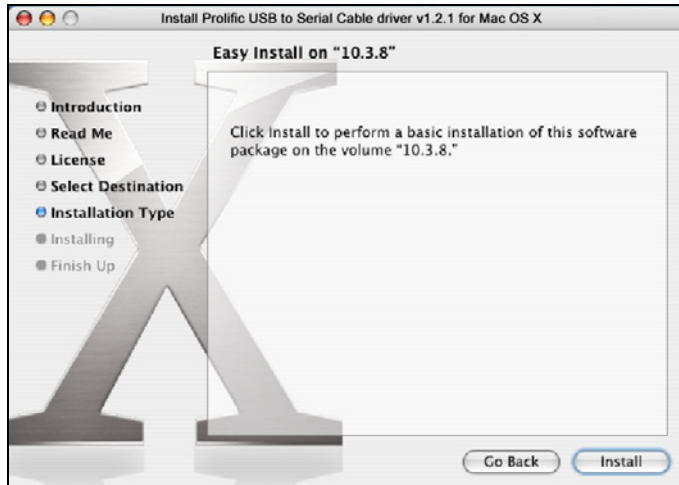 Install Prolific USB to Serial Cable driver v1.2.1 for Mac OS X
Easy Install on “10.3.8”
Introduction
Read Me
License
Select Destination
Installation Type
Installing
Finish Up
Click Install to perform a basic installation of this software
package on the volume “10.3.8.”
Go Back
Install